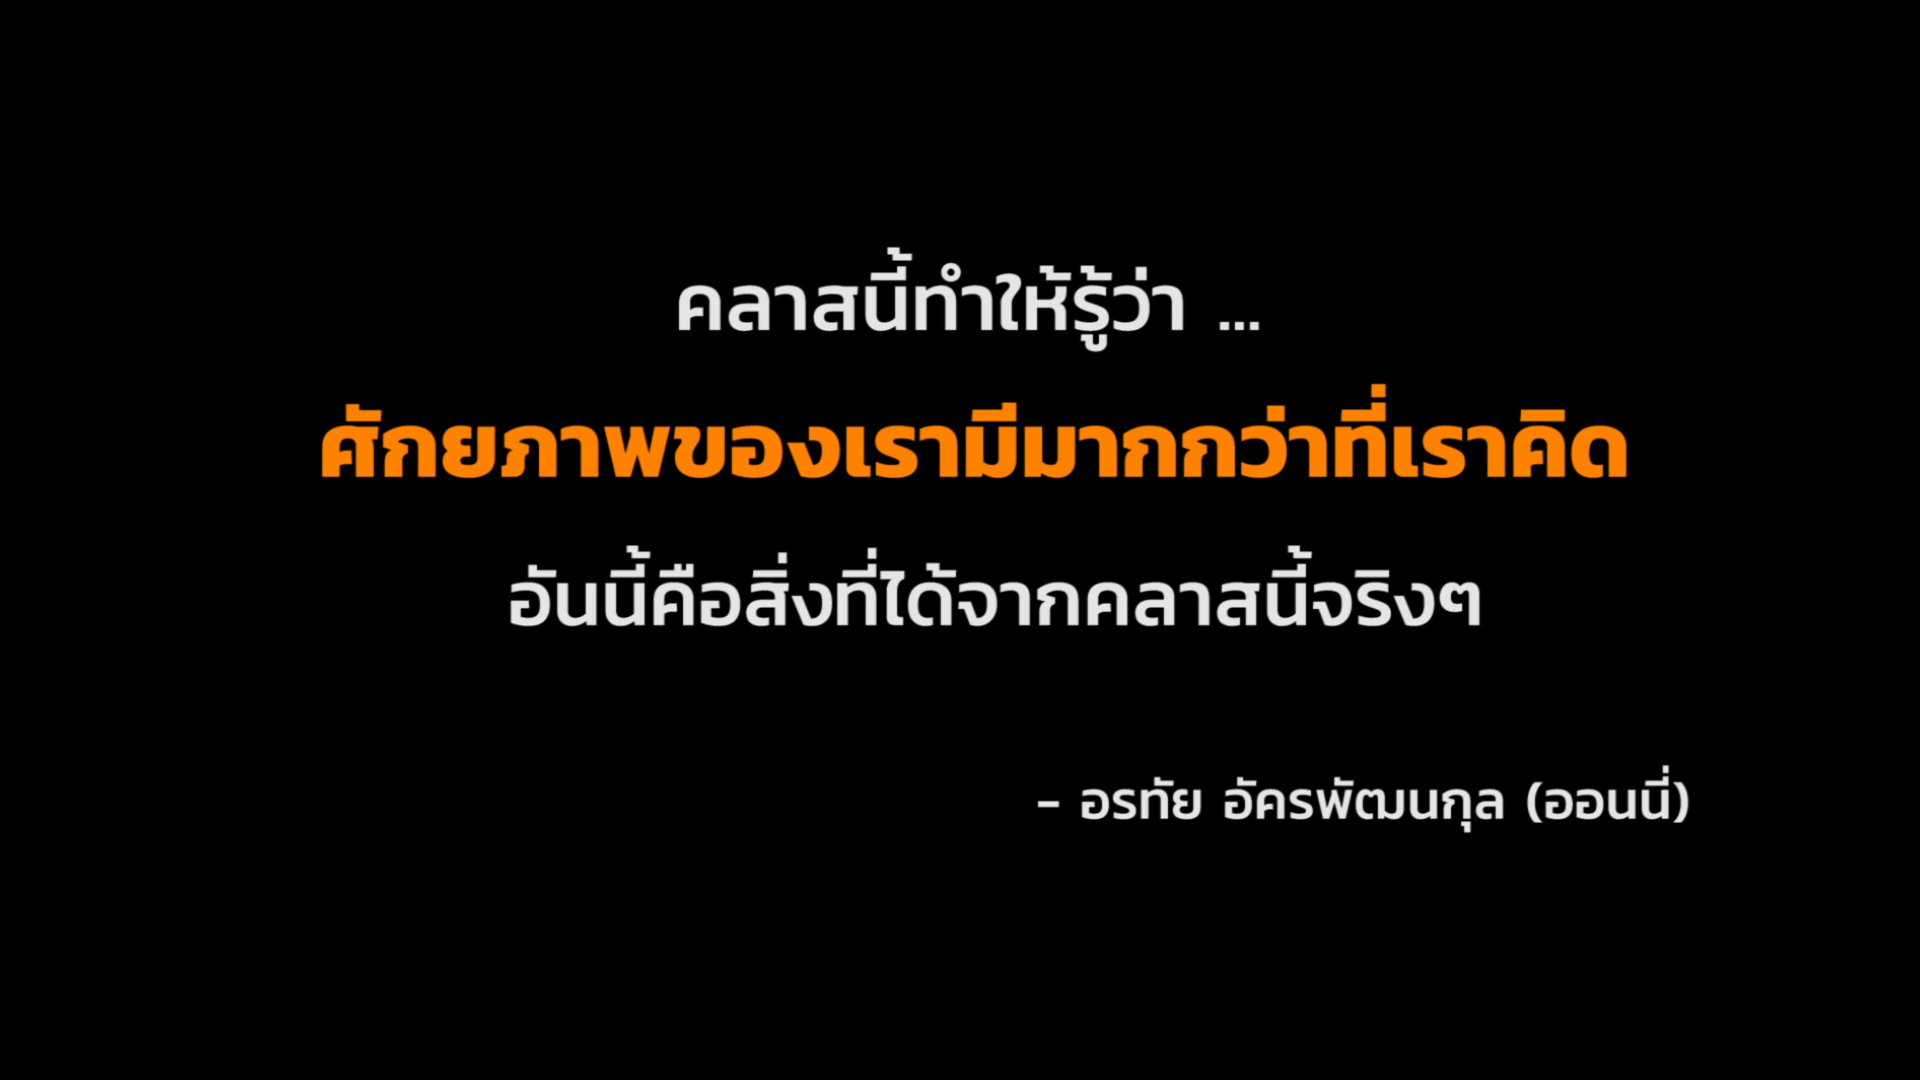 คลาสนี้ทำให้รู้ว่า ...
ศักยภาพของเรามีมากกว่าที่เราคิด
อันนี้คือสิ่งที่ได้จากคลาสนี้จริงๆ
- อรทัย อัครพัฒนกุล (ออนนี่)